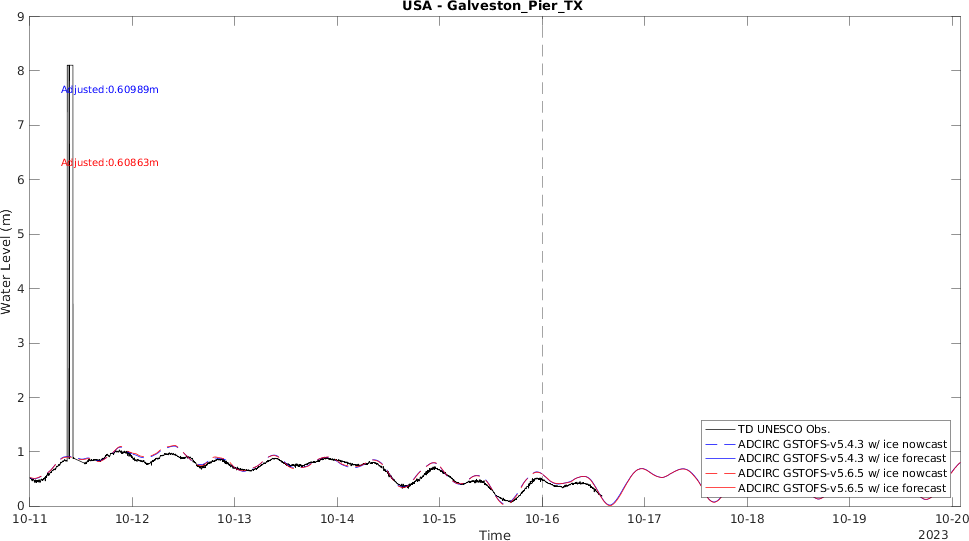 USA - Galveston_Pier_TX
9
8
7
6
5
4
3
2
1
0
Water Level (m)
Adjusted:0.60989m
Adjusted:0.60863m
TD UNESCO Obs.
ADCIRC GSTOFS-v5.4.3 w/ ice nowcast
ADCIRC GSTOFS-v5.4.3 w/ ice forecast
ADCIRC GSTOFS-v5.6.5 w/ ice nowcast
ADCIRC GSTOFS-v5.6.5 w/ ice forecast
10-11 10-12 10-13 10-14 10-15 10-16 10-17 10-18 10-19 10-20
Time
2023